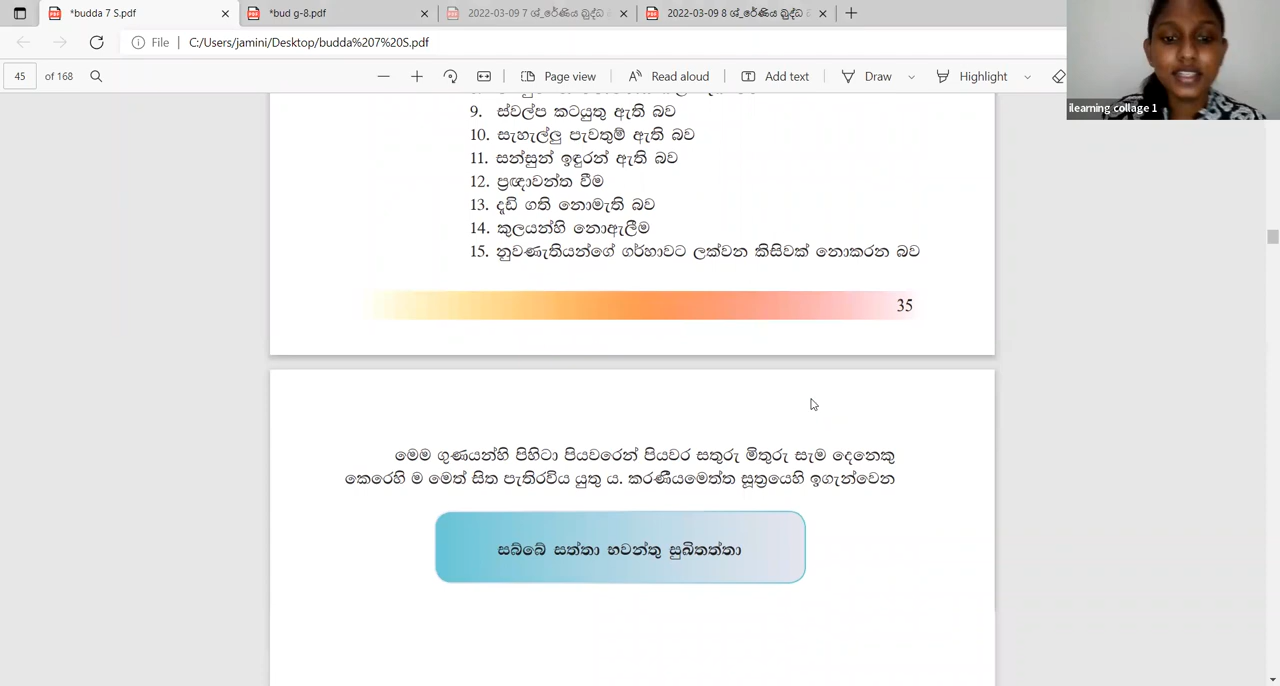 *budda 7 S.pdf
*bud g-8.pdf
2022-03-09 7 ශ්‍රේණිය බුද්ධ
2022-03-09 8 ශ්‍රේණිය බුද්ධ
File
C:/Users/jamini/Desktop/budda%207%20S.pdf
45 of 168
Page view
Read aloud
Add text
Draw
Highlight
ilearning collage 1
9. ස්වල්ප කටයුතු ඇති බව
10. සැහැල්ලු පැවතුම් ඇති බව
11. සන්සුන් ඉඳුරන් ඇති බව
12. ප්‍රඥාවන්ත වීම
13. දැඩි ගති නොමැති බව
14. කුලයන්හි නොඇලීම
15. නුවණැතියන්ගේ ගර්හාවට ලක්වන කිසිවක් නොකරන බව
35
මෙම ගුණයන්හි පිහිටා පියවරෙන් පියවර සතුරු මිතුරු සැම දෙනෙකු
කෙරෙහි ම මෙත් සිත පැතිරවිය යුතු ය. කරණීයමෙත්ත සූත්‍රයෙහි ඉගැන්වෙන
සබ්බේ සත්තා භවන්තු සුඛිතත්තා